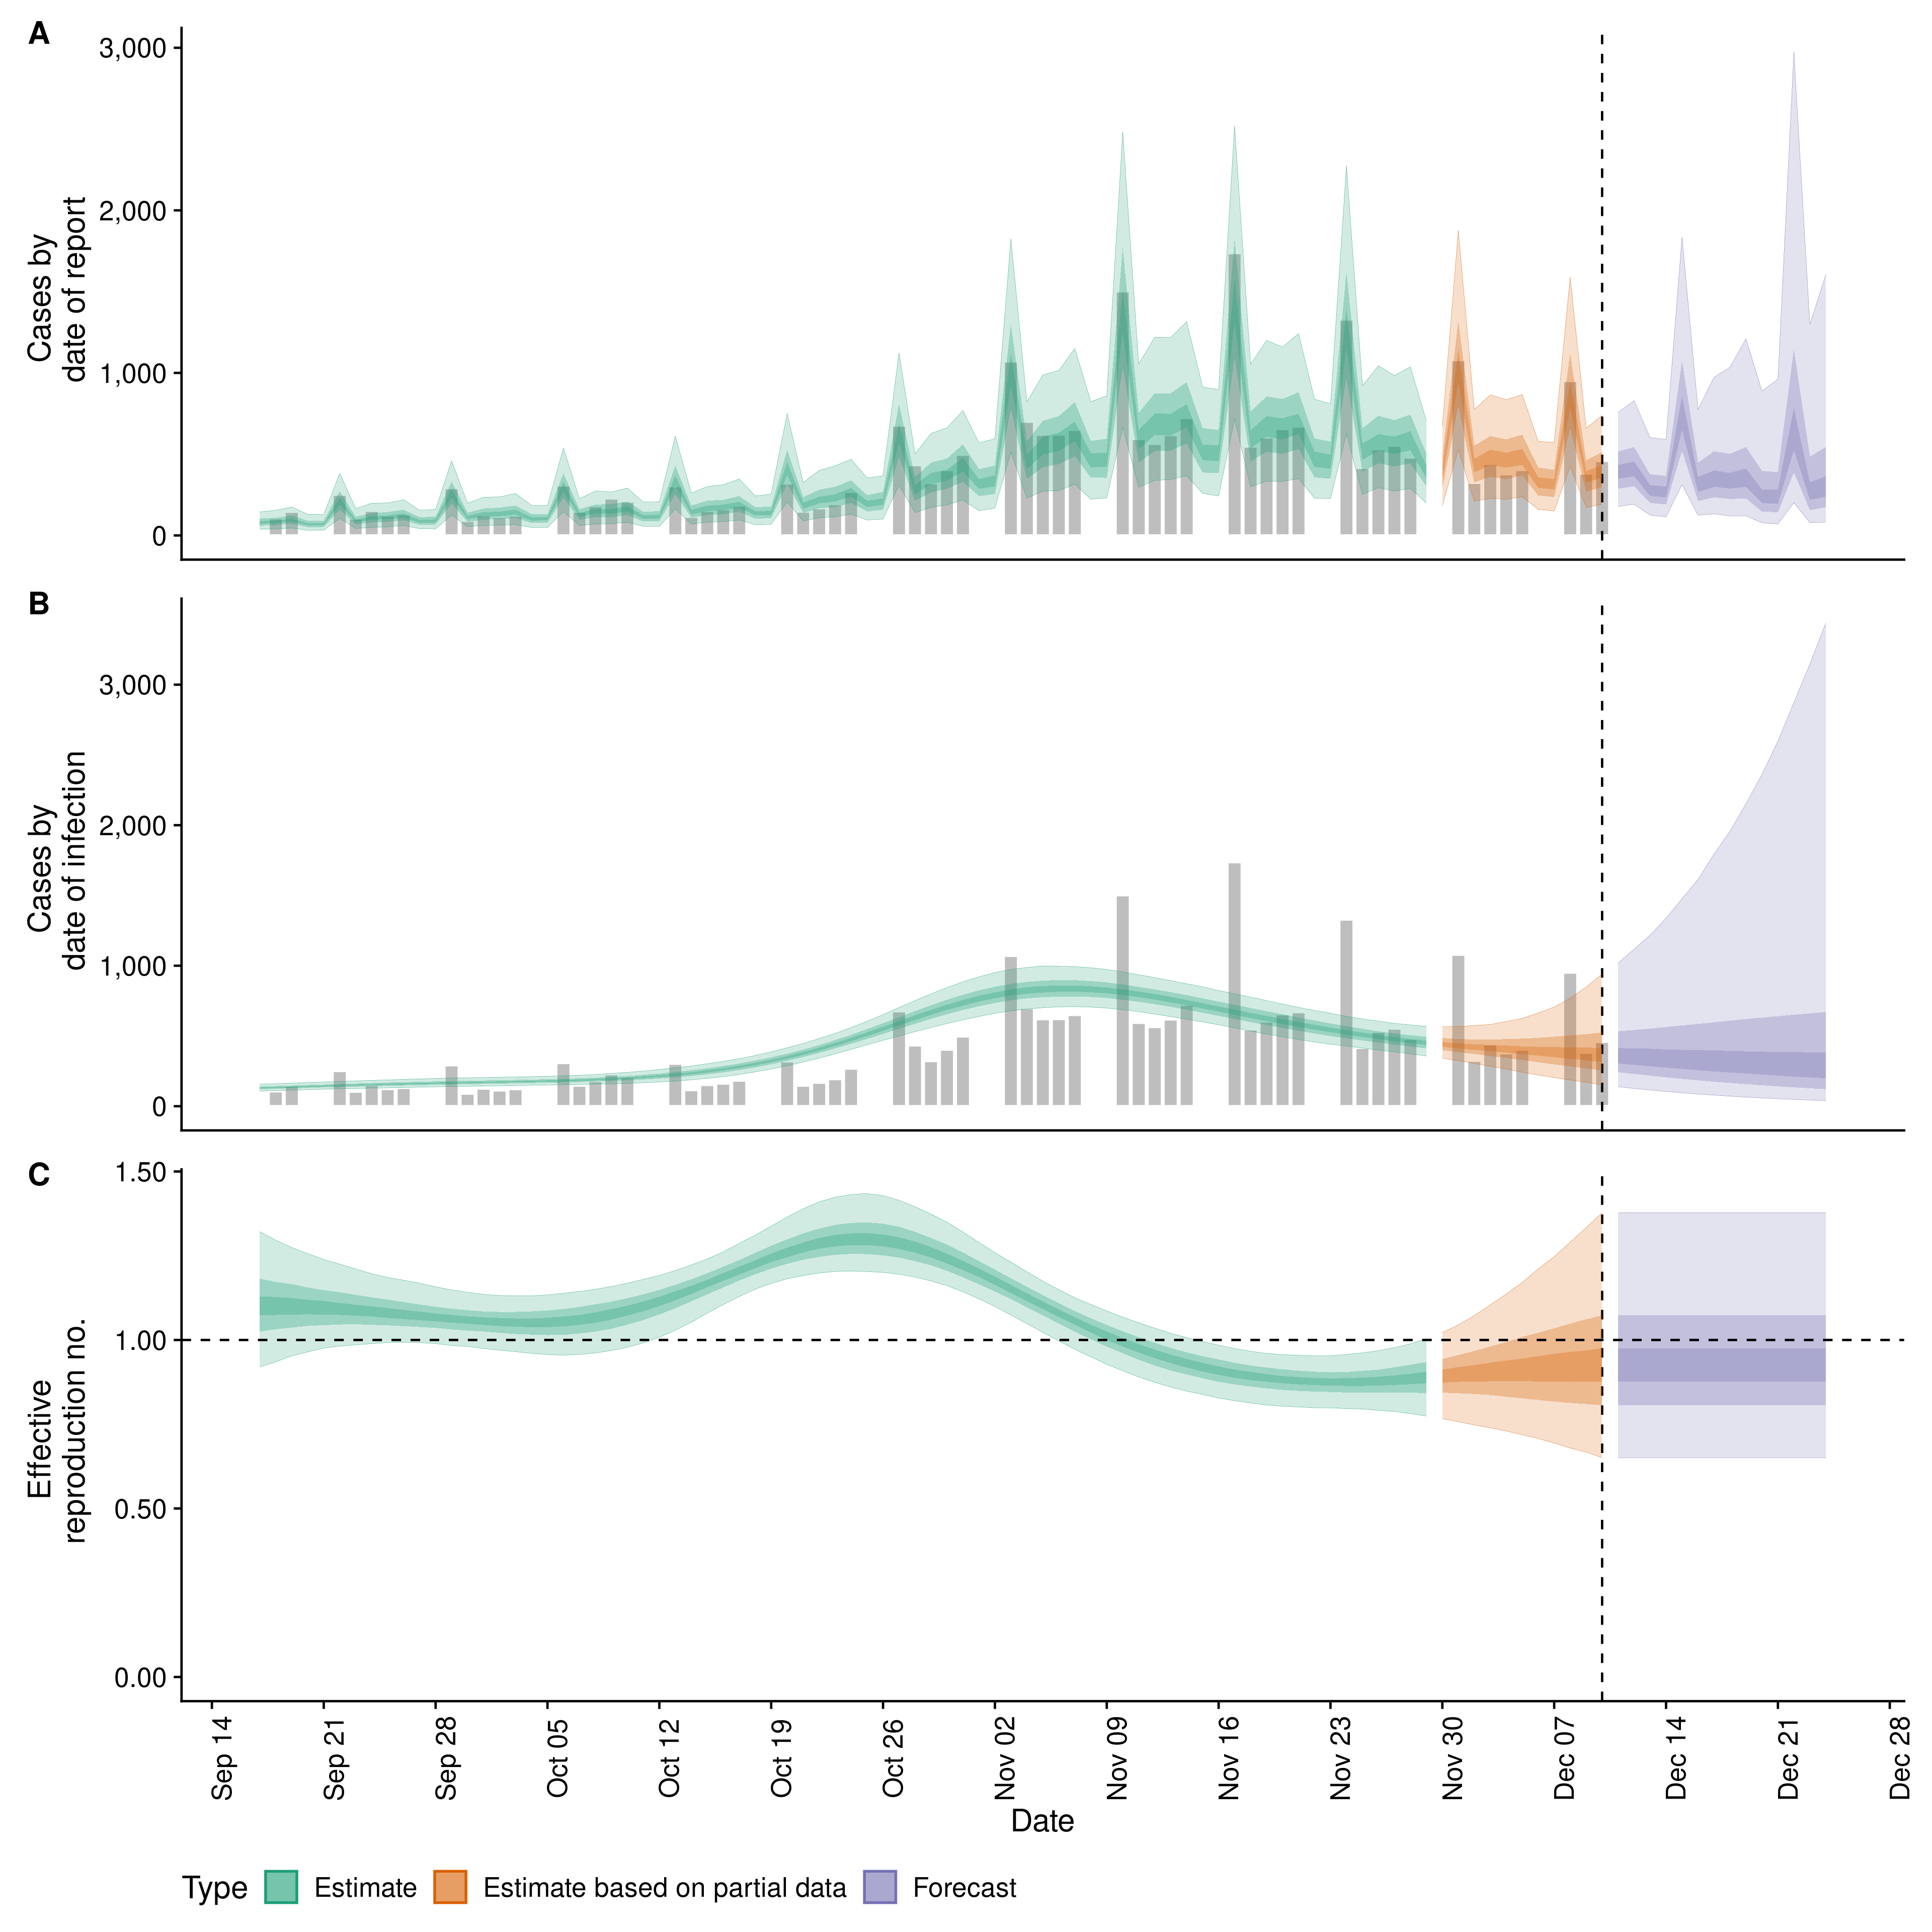 A
Cases by
date of report
3,000
2,000
1,000
0
B
Cases by
date of infection
3,000
2,000
1,000
0
C
Effective
reproduction no.
1.50
1.00
0.50
0.00
Sep 14
Sep 21
Sep 28
Oct 05
Oct 12
Oct 19
Oct 26
Nov 02
Nov 09
Nov 16
Nov 23
Nov 30
Dec 07
Dec 14
Dec 21
Dec 28
Date
Type Estimate Estimate based on partial data Forecast